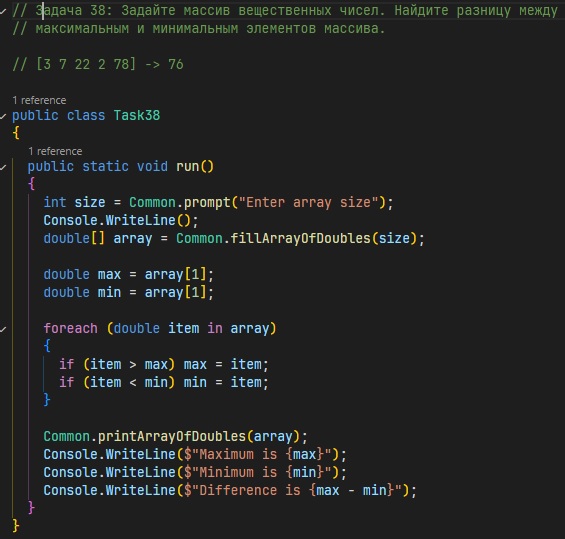 // Задача 38: Задайте массив вещественных чисел. Найдите разницу между
// максимальным и минимальным элементов массива.
// [3 7 22 2 78] -> 76
1 reference
public class Task38
{
1 reference
public static void run()
{
int size = Common.prompt("Enter array size");
Console.WriteLine();
double[] array = Common.fillArrayOfDoubles(size);
double max = array[1];
double min = array[1];
foreach (double item in array)
{
if (item > max) max = item;
if (item < min) min = item;
}
Common.printArrayOfDoubles(array);
Console.WriteLine($"Maximum is {max}");
Console.WriteLine($"Minimum is {min}");
Console.WriteLine($"Difference is {max - min}");
}
}